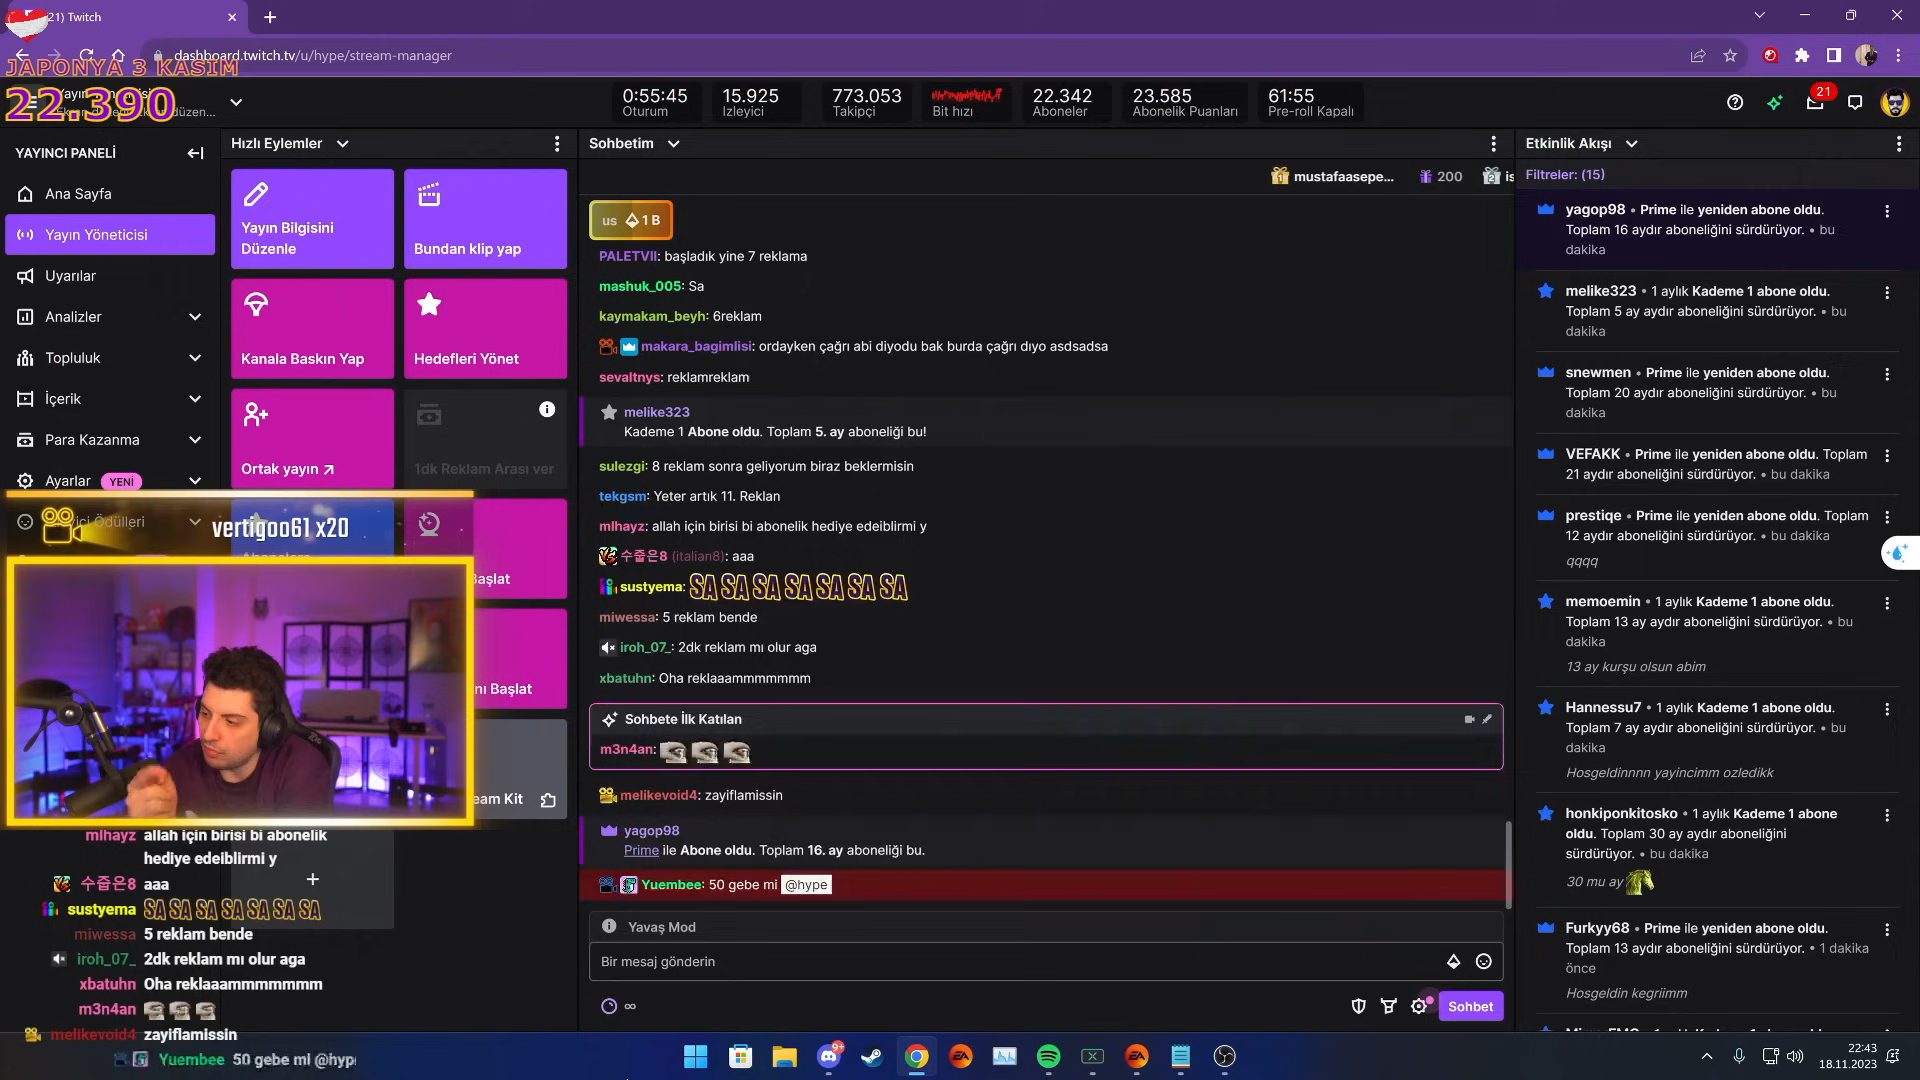 21) Twitch
dashboard.twitch.tv/u/hype/stream-manager
JAPONYA 3 KASIM
22.390
0:55:45
Oturum
15.925
İzleyici
773.053
Takipçi
Bit hızı
22.342
Aboneler
23.585
Abonelik Puanları
61:55
Pre-roll Kapalı
21
YAYINCI PANELİ
Ana Sayfa
Yayın Yöneticisi
Uyarılar
Analizler
Topluluk
İçerik
Para Kazanma
Ayarlar YENİ
Hızlı Eylemler
Yayın Bilgisini
Düzenle
Bundan klip yap
Kanala Baskın Yap
Hedefleri Yönet
Ortak yayın
1dk Reklam Arası ver
Başlat
Başlat
vertigoo61 x20
mlhayz allah için birisi bi abonelik
hediye edeiblirmi y
수줍은8 aaa
sustyema SA SA SA SA SA SA SA
miwessa 5 reklam bende
iroh_07_ 2dk reklam mı olur aga
xbatuhn Oha reklaaammmmmmm
m3n4an
melikevoid4 zayiflamissin
Yuembee 50 gebe mi @hype
Sohbetim
mustafaasepe... 200
us 1 B
PALETVII: başladık yine 7 reklama
mashuk_005: Sa
kaymakam_beyh: 6reklam
makara_bagimlisi: ordayken çağrı abi diyodu bak burda çağrı dıyo asdsadsa
sevaltnys: reklamreklam
melike323
Kademe 1 Abone oldu. Toplam 5. ay aboneliği bu!
sulezgi: 8 reklam sonra geliyorum biraz beklermisin
tekgsm: Yeter artık 11. Reklan
mlhayz: allah için birisi bi abonelik hediye edeiblirmi y
수줍은8 (italian8): aaa
sustyema: SA SA SA SA SA SA SA
miwessa: 5 reklam bende
iroh_07_: 2dk reklam mı olur aga
xbatuhn: Oha reklaaammmmmmm
Sohbete İlk Katılan
m3n4an:
melikevoid4: zayiflamissin
yagop98
Prime ile Abone oldu. Toplam 16. ay aboneliği bu.
Yuembee: 50 gebe mi @hype
Yavaş Mod
Bir mesaj gönderin
∞
Sohbet
Etkinlik Akışı
Filtreler: (15)
yagop98 • Prime ile yeniden abone oldu.
Toplam 16 aydır aboneliğini sürdürüyor. • bu
dakika
melike323 • 1 aylık Kademe 1 abone oldu.
Toplam 5 ay aydır aboneliğini sürdürüyor. • bu
dakika
snewmen • Prime ile yeniden abone oldu.
Toplam 20 aydır aboneliğini sürdürüyor. • bu
dakika
VEFAKK • Prime ile yeniden abone oldu. Toplam
21 aydır aboneliğini sürdürüyor. • bu dakika
prestiqe • Prime ile yeniden abone oldu. Toplam
12 aydır aboneliğini sürdürüyor. • bu dakika
qqqq
memoemin • 1 aylık Kademe 1 abone oldu.
Toplam 13 ay aydır aboneliğini sürdürüyor. • bu
dakika
13 ay kurşu olsun abim
Hannessu7 • 1 aylık Kademe 1 abone oldu.
Toplam 7 ay aydır aboneliğini sürdürüyor. • bu
dakika
Hosgeldinnnn yayincimm ozledikk
honkiponkitosko • 1 aylık Kademe 1 abone
oldu. Toplam 30 ay aydır aboneliğini
sürdürüyor. • bu dakika
30 mu ay
Furkyy68 • Prime ile yeniden abone oldu.
Toplam 13 aydır aboneliğini sürdürüyor. • 1 dakika
önce
Hosgeldin kegriimm
9+
22:43
18.11.2023